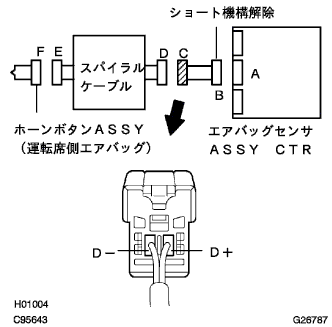 ショート機構解除
F E
スパイラル
ケーブル
D C
B
A
ホーンボタンASSY
(運転席側エアバッグ)
エアバッグセンサ
ASSY CTR
D－ D＋
H01004
C95643
G26787